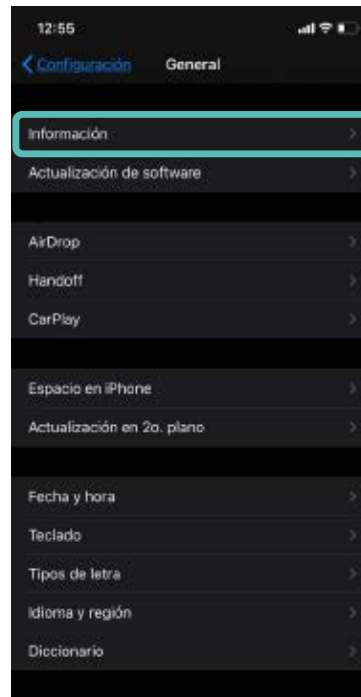 12:55
Configuración General
Información
Actualización de software
AirDrop
Handoff
CarPlay
Espacio en iPhone
Actualización en 2o. plano
Fecha y hora
Teclado
Tipos de letra
Idioma y región
Diccionario